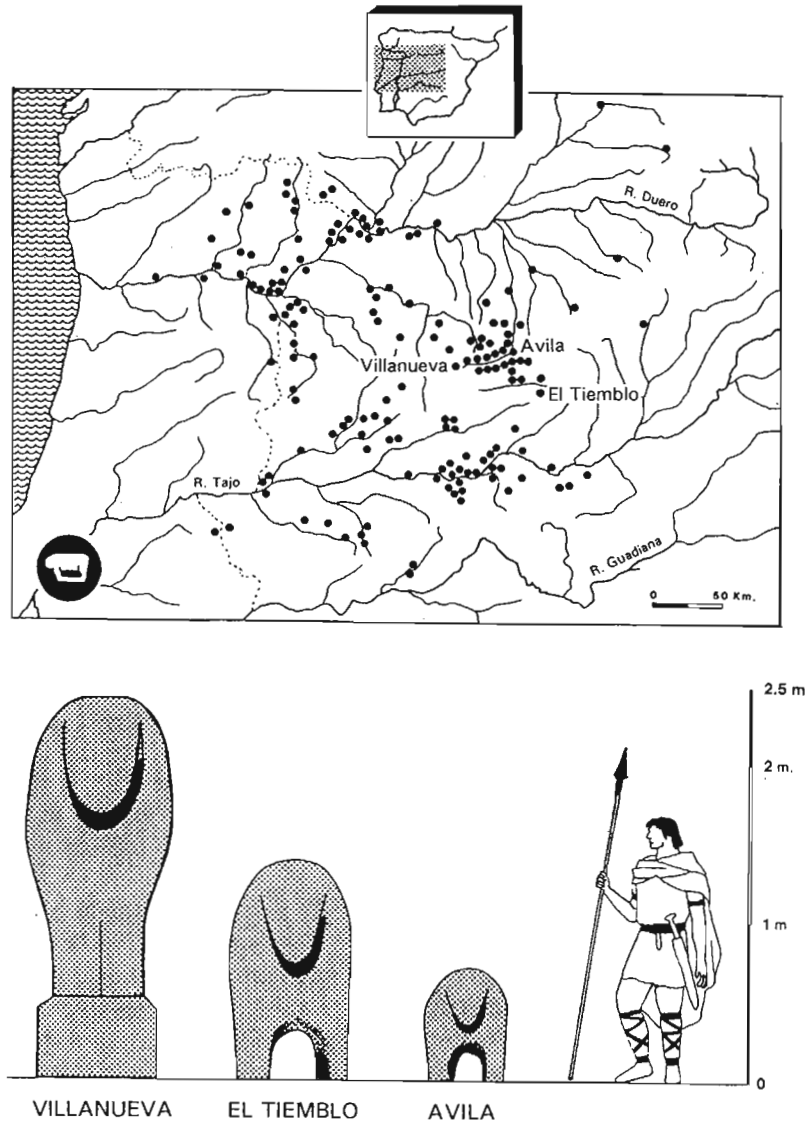 R. Duero
Avila
Villanueva
El Tiemblo
R. Tajo
R. Guadiana
0 50 Km.
2.5 m
2 m.
1 m
0
VILLANUEVA EL TIEMBLO AVILA